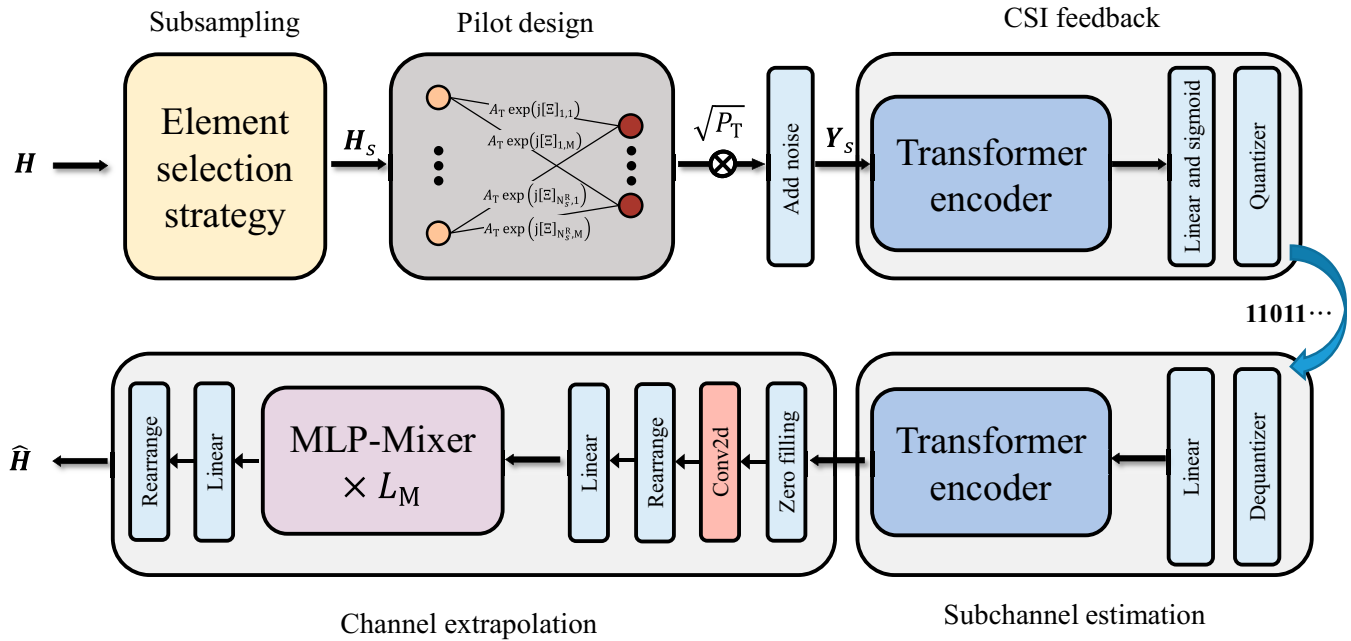 Subsampling
Pilot design
CSI feedback
H
Element
selection
strategy
H_s
A_T exp(j[Ξ]_{1,1})
A_T exp(j[Ξ]_{1,M})
A_T exp(j[Ξ]_{N_s^R,1})
A_T exp(j[Ξ]_{N_s^R,M})
√P_T
Add noise
Y_s
Transformer
encoder
Linear and sigmoid
Quantizer
11011⋯
Ĥ
Rearrange
Linear
MLP-Mixer
× L_M
Linear
Rearrange
Conv2d
Zero filling
Transformer
encoder
Linear
Dequantizer
Channel extrapolation
Subchannel estimation